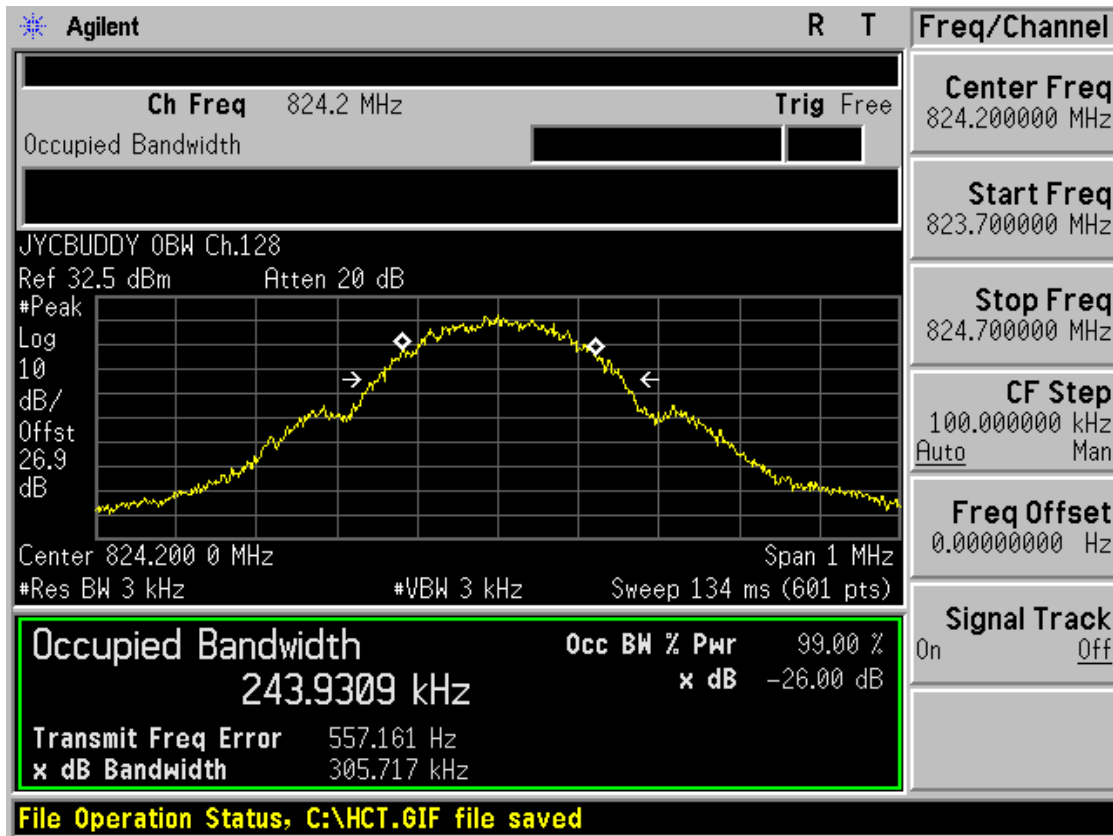 Agilent R T
Ch Freq 824.2 MHz Trig Free
Occupied Bandwidth
JYCBUDDY OBW Ch.128
Ref 32.5 dBm Atten 20 dB
#Peak
Log
10
dB/
Offst
26.9
dB
Center 824.200 0 MHz Span 1 MHz
#Res BW 3 kHz #VBW 3 kHz Sweep 134 ms (601 pts)
Occupied Bandwidth
243.9309 kHz
Occ BW % Pwr 99.00 %
x dB -26.00 dB
Transmit Freq Error 557.161 Hz
x dB Bandwidth 305.717 kHz
File Operation Status, C:\HCT.GIF file saved
Freq/Channel
Center Freq
824.200000 MHz
Start Freq
823.700000 MHz
Stop Freq
824.700000 MHz
CF Step
100.000000 kHz
Auto Man
Freq Offset
0.00000000 Hz
Signal Track
On Off